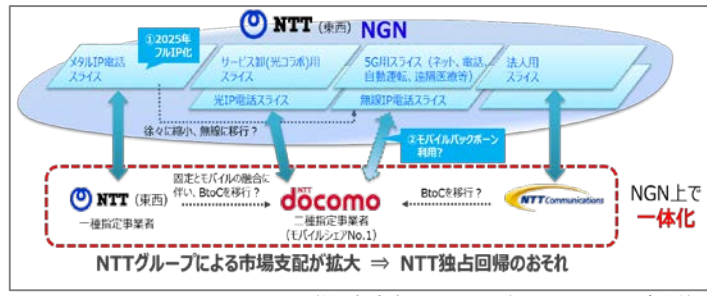 NTT (東西) NGN
①2025年
フルIP化
メタルIP電話
スライス
サービス卸(光コラボ)用
スライス
5G用スライス（ネット、電話、
自動運転、遠隔医療等）
法人用
スライス
光IP電話スライス
無線IP電話スライス
徐々に縮小、無線に移行？
②モバイルバックボーン
利用？
NTT (東西)
一種指定事業者
固定とモバイルの融合に
伴い、BtoCを移行？
NTT
döcomo
二種指定事業者
(モバイルシェアNo.1)
BtoCを移行？
NTT Communications
NGN上で
一体化
NTTグループによる市場支配が拡大 ⇒ NTT独占回帰のおそれ